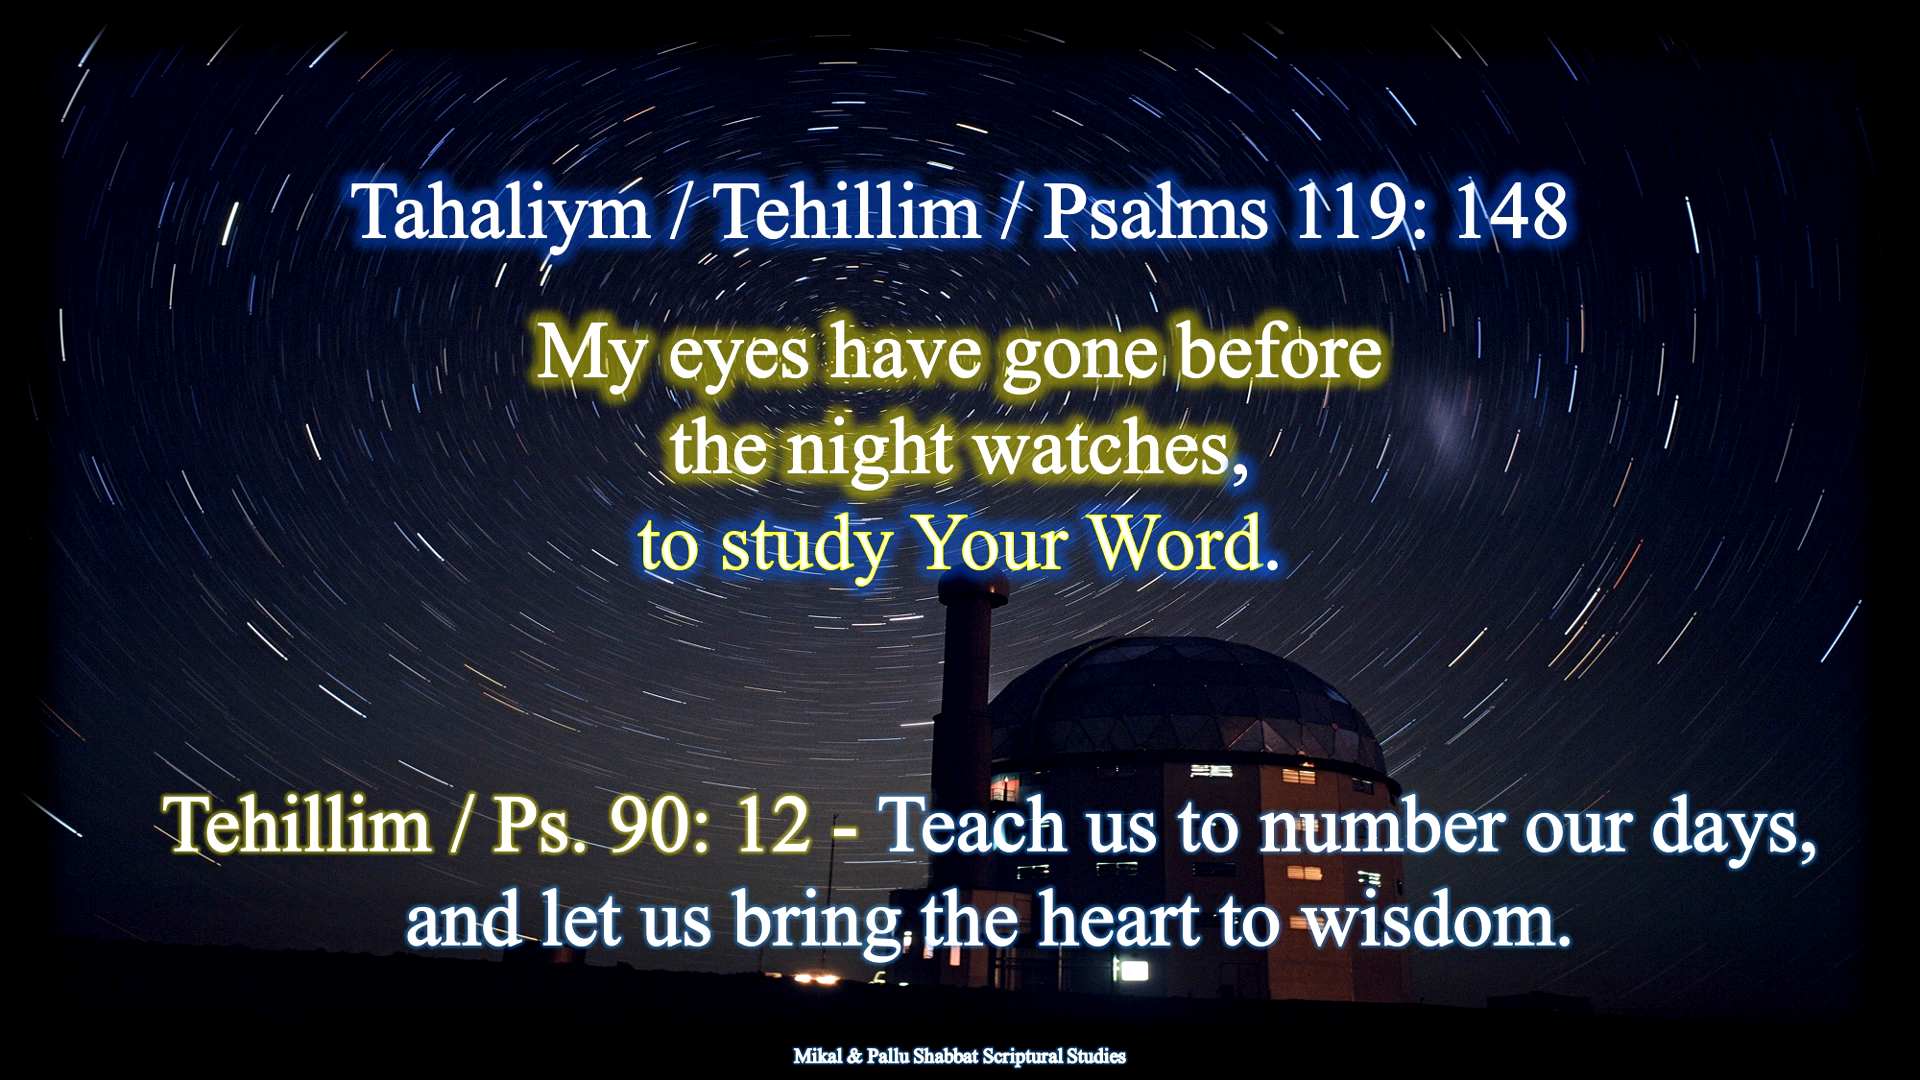 Tahaliym / Tehillim / Psalms 119: 148
My eyes have gone before
the night watches,
to study Your Word.
Tehillim / Ps. 90: 12 - Teach us to number our days,
and let us bring the heart to wisdom.
Mikal & Pallu Shabbat Scriptural Studies